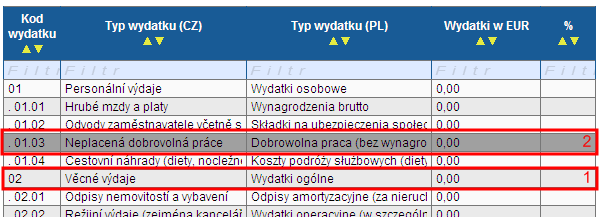 Kod wydatku Typ wydatku (CZ) Typ wydatku (PL) Wydatki w EUR %
Filtr Filtr Filtr Filtr Filtr
01 Personální výdaje Wydatki osobowe 0,00
. 01.01 Hrubé mzdy a platy Wynagrodzenia brutto 0,00
. 01.02 Odvody zaměstnavatele včetně s Składki na ubezpieczenia społec 0,00
. 01.03 Neplacená dobrovolná práce Dobrowolna praca (bez wynagro 0,00 2
. 01.04 Cestovní náhrady (diety, nocležné Koszty podróży służbowych (diety 0,00
02 Věcné výdaje Wydatki ogólne 0,00 1
. 02.01 Odpisy nemovitostí a vybavení Odpisy amortyzacyjne (za nieruc 0,00
. 02.02 Režijní výdaje (zejména kancelář Wydatki operacyjne (w szczególn 0,00